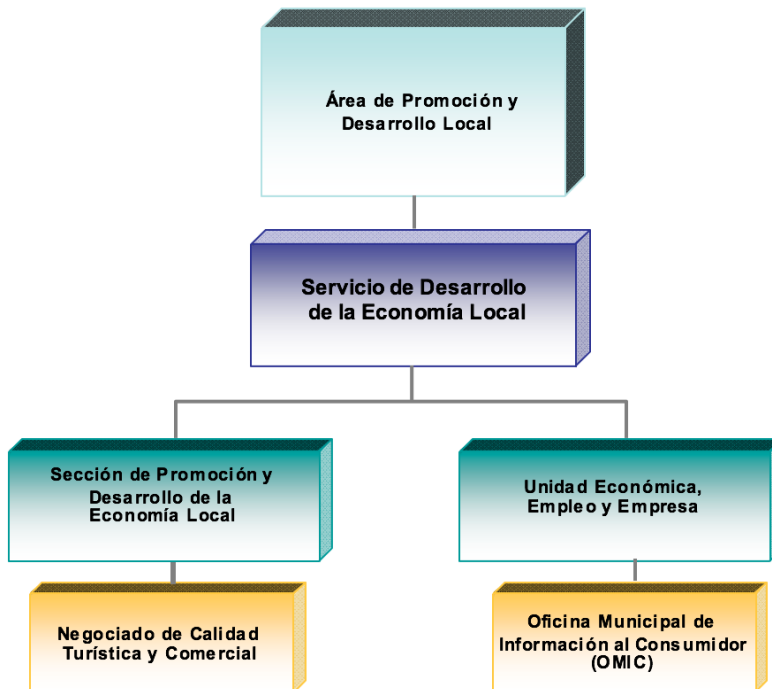 Área de Promoción y
Desarrollo Local
Servicio de Desarrollo
de la Economía Local
Sección de Promoción y
Desarrollo de la
Economía Local
Unidad Económica,
Empleo y Empresa
Negociado de Calidad
Turística y Comercial
Oficina Municipal de
Información al Consumidor
(OMIC)